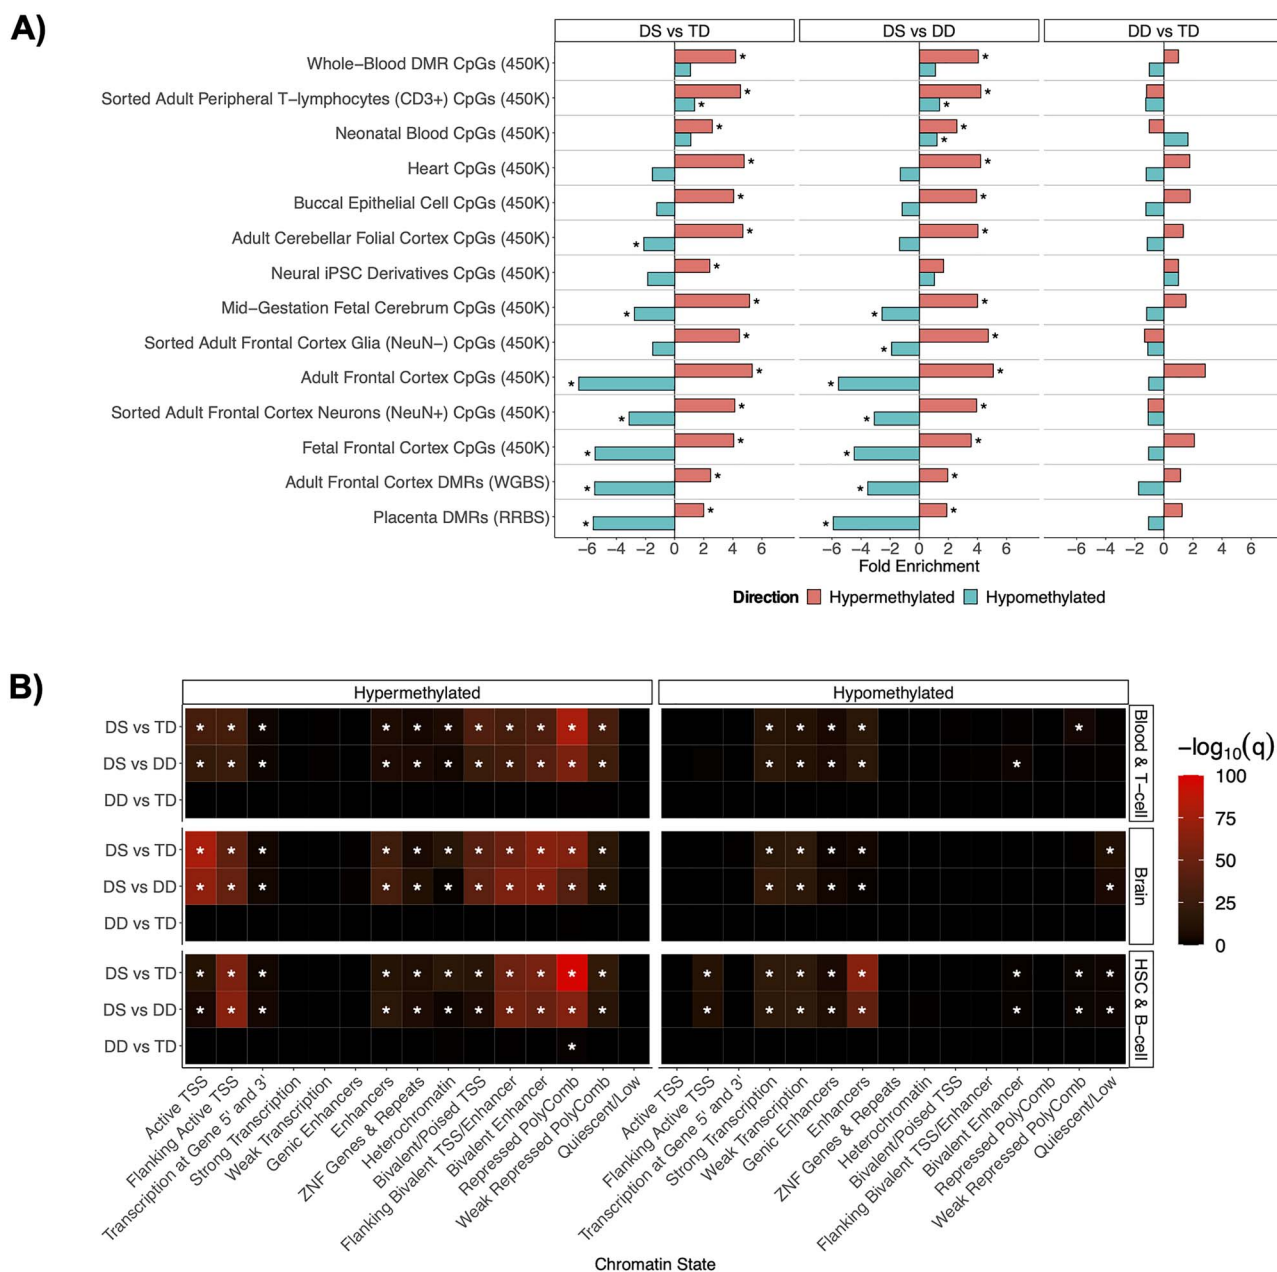 A)
DS vs TD
DS vs DD
DD vs TD
Whole−Blood DMR CpGs (450K)
Sorted Adult Peripheral T−lymphocytes (CD3+) CpGs (450K)
Neonatal Blood CpGs (450K)
Heart CpGs (450K)
Buccal Epithelial Cell CpGs (450K)
Adult Cerebellar Folial Cortex CpGs (450K)
Neural iPSC Derivatives CpGs (450K)
Mid−Gestation Fetal Cerebrum CpGs (450K)
Sorted Adult Frontal Cortex Glia (NeuN−) CpGs (450K)
Adult Frontal Cortex CpGs (450K)
Sorted Adult Frontal Cortex Neurons (NeuN+) CpGs (450K)
Fetal Frontal Cortex CpGs (450K)
Adult Frontal Cortex DMRs (WGBS)
Placenta DMRs (RRBS)
−6 −4 −2 0 2 4 6
−6 −4 −2 0 2 4 6
−6 −4 −2 0 2 4 6
Fold Enrichment
Direction Hypermethylated Hypomethylated
B)
Hypermethylated
Hypomethylated
DS vs TD
DS vs DD
DD vs TD
Blood & T−cell
DS vs TD
DS vs DD
DD vs TD
Brain
DS vs TD
DS vs DD
DD vs TD
HSC & B−cell
−log10(q)
100
75
50
25
0
Active TSS
Flanking Active TSS
Transcription at Gene 5' and 3'
Strong Transcription
Weak Transcription
Genic Enhancers
Enhancers
ZNF Genes & Repeats
Heterochromatin
Bivalent/Poised TSS
Flanking Bivalent TSS/Enhancer
Bivalent Enhancer
Repressed PolyComb
Weak Repressed PolyComb
Quiescent/Low
Active TSS
Flanking Active TSS
Transcription at Gene 5' and 3'
Strong Transcription
Weak Transcription
Genic Enhancers
Enhancers
ZNF Genes & Repeats
Heterochromatin
Bivalent/Poised TSS
Flanking Bivalent TSS/Enhancer
Bivalent Enhancer
Repressed PolyComb
Weak Repressed PolyComb
Quiescent/Low
Chromatin State